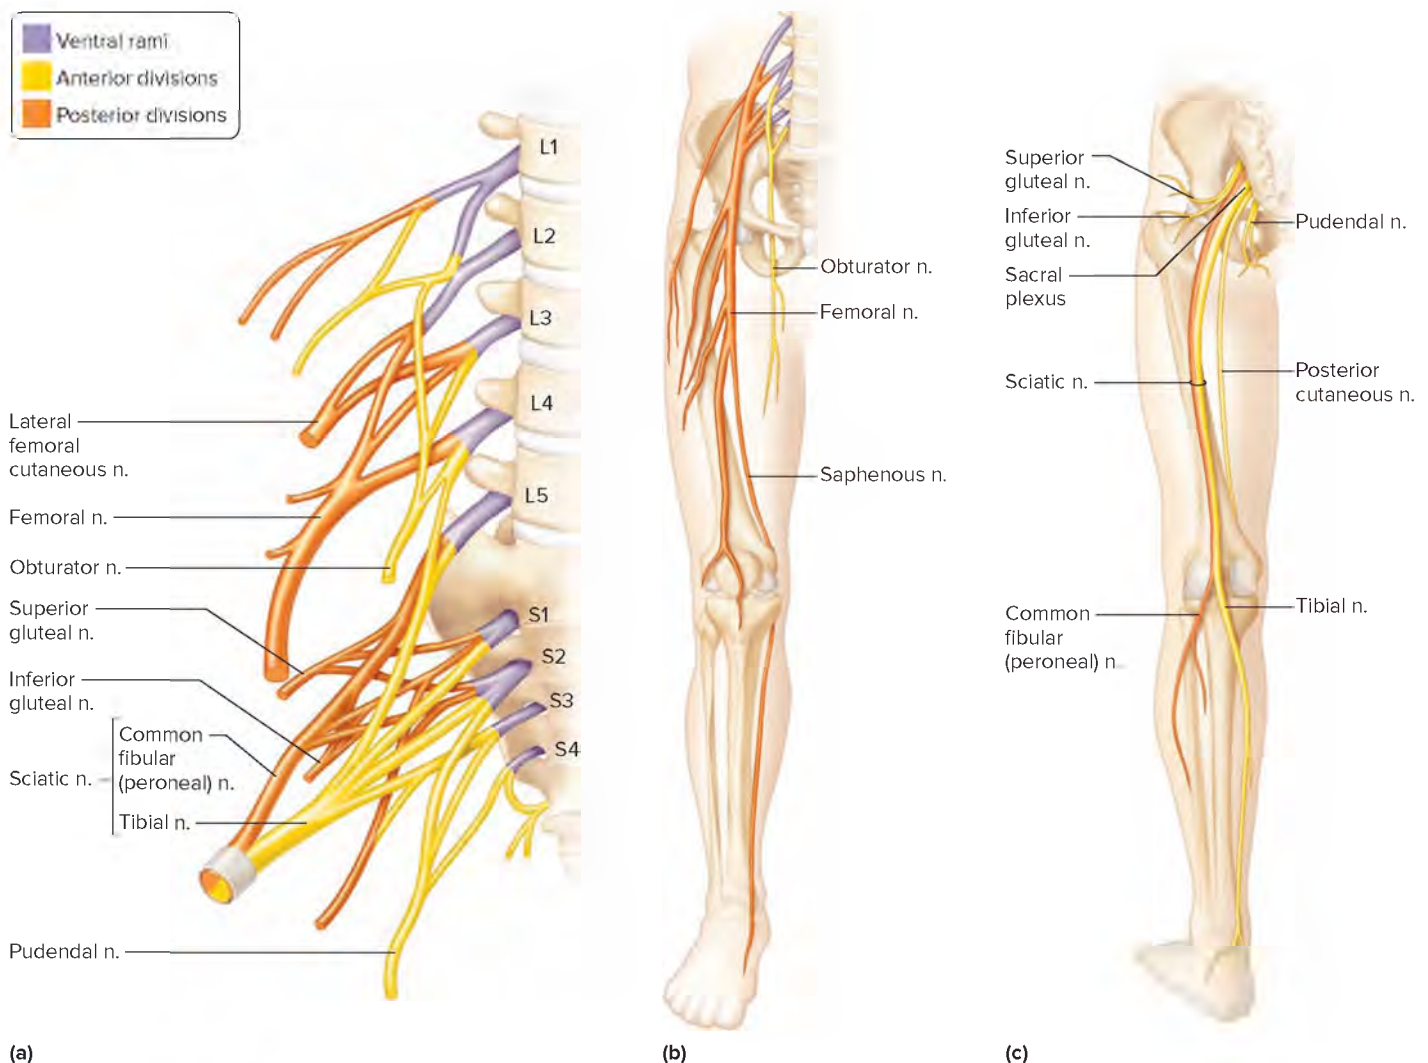 Ventral rami
Anterior divisions
Posterior divisions
L1
L2
L3
L4
L5
S1
S2
S3
S4
Lateral
femoral
cutaneous n.
Femoral n.
Obturator n.
Superior
gluteal n.
Inferior
gluteal n.
Sciatic n.
Common
fibular
(peroneal) n.
Tibial n.
Pudendal n.
(a)
Obturator n.
Femoral n.
Saphenous n.
(b)
Superior
gluteal n.
Inferior
gluteal n.
Sacral
plexus
Sciatic n.
Common
fibular
(peroneal) n
Pudendal n.
Posterior
cutaneous n.
Tibial n.
(c)